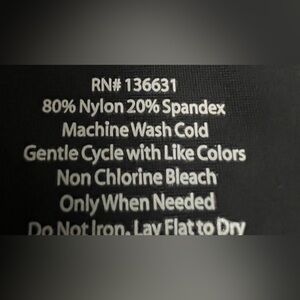 RN# 136631
80% Nylon 20% Spandex
Machine Wash Cold
Gentle Cycle with Like Colors
Non Chlorine Bleach
Only When Needed
Do Not Iron, Lay Flat to Dry